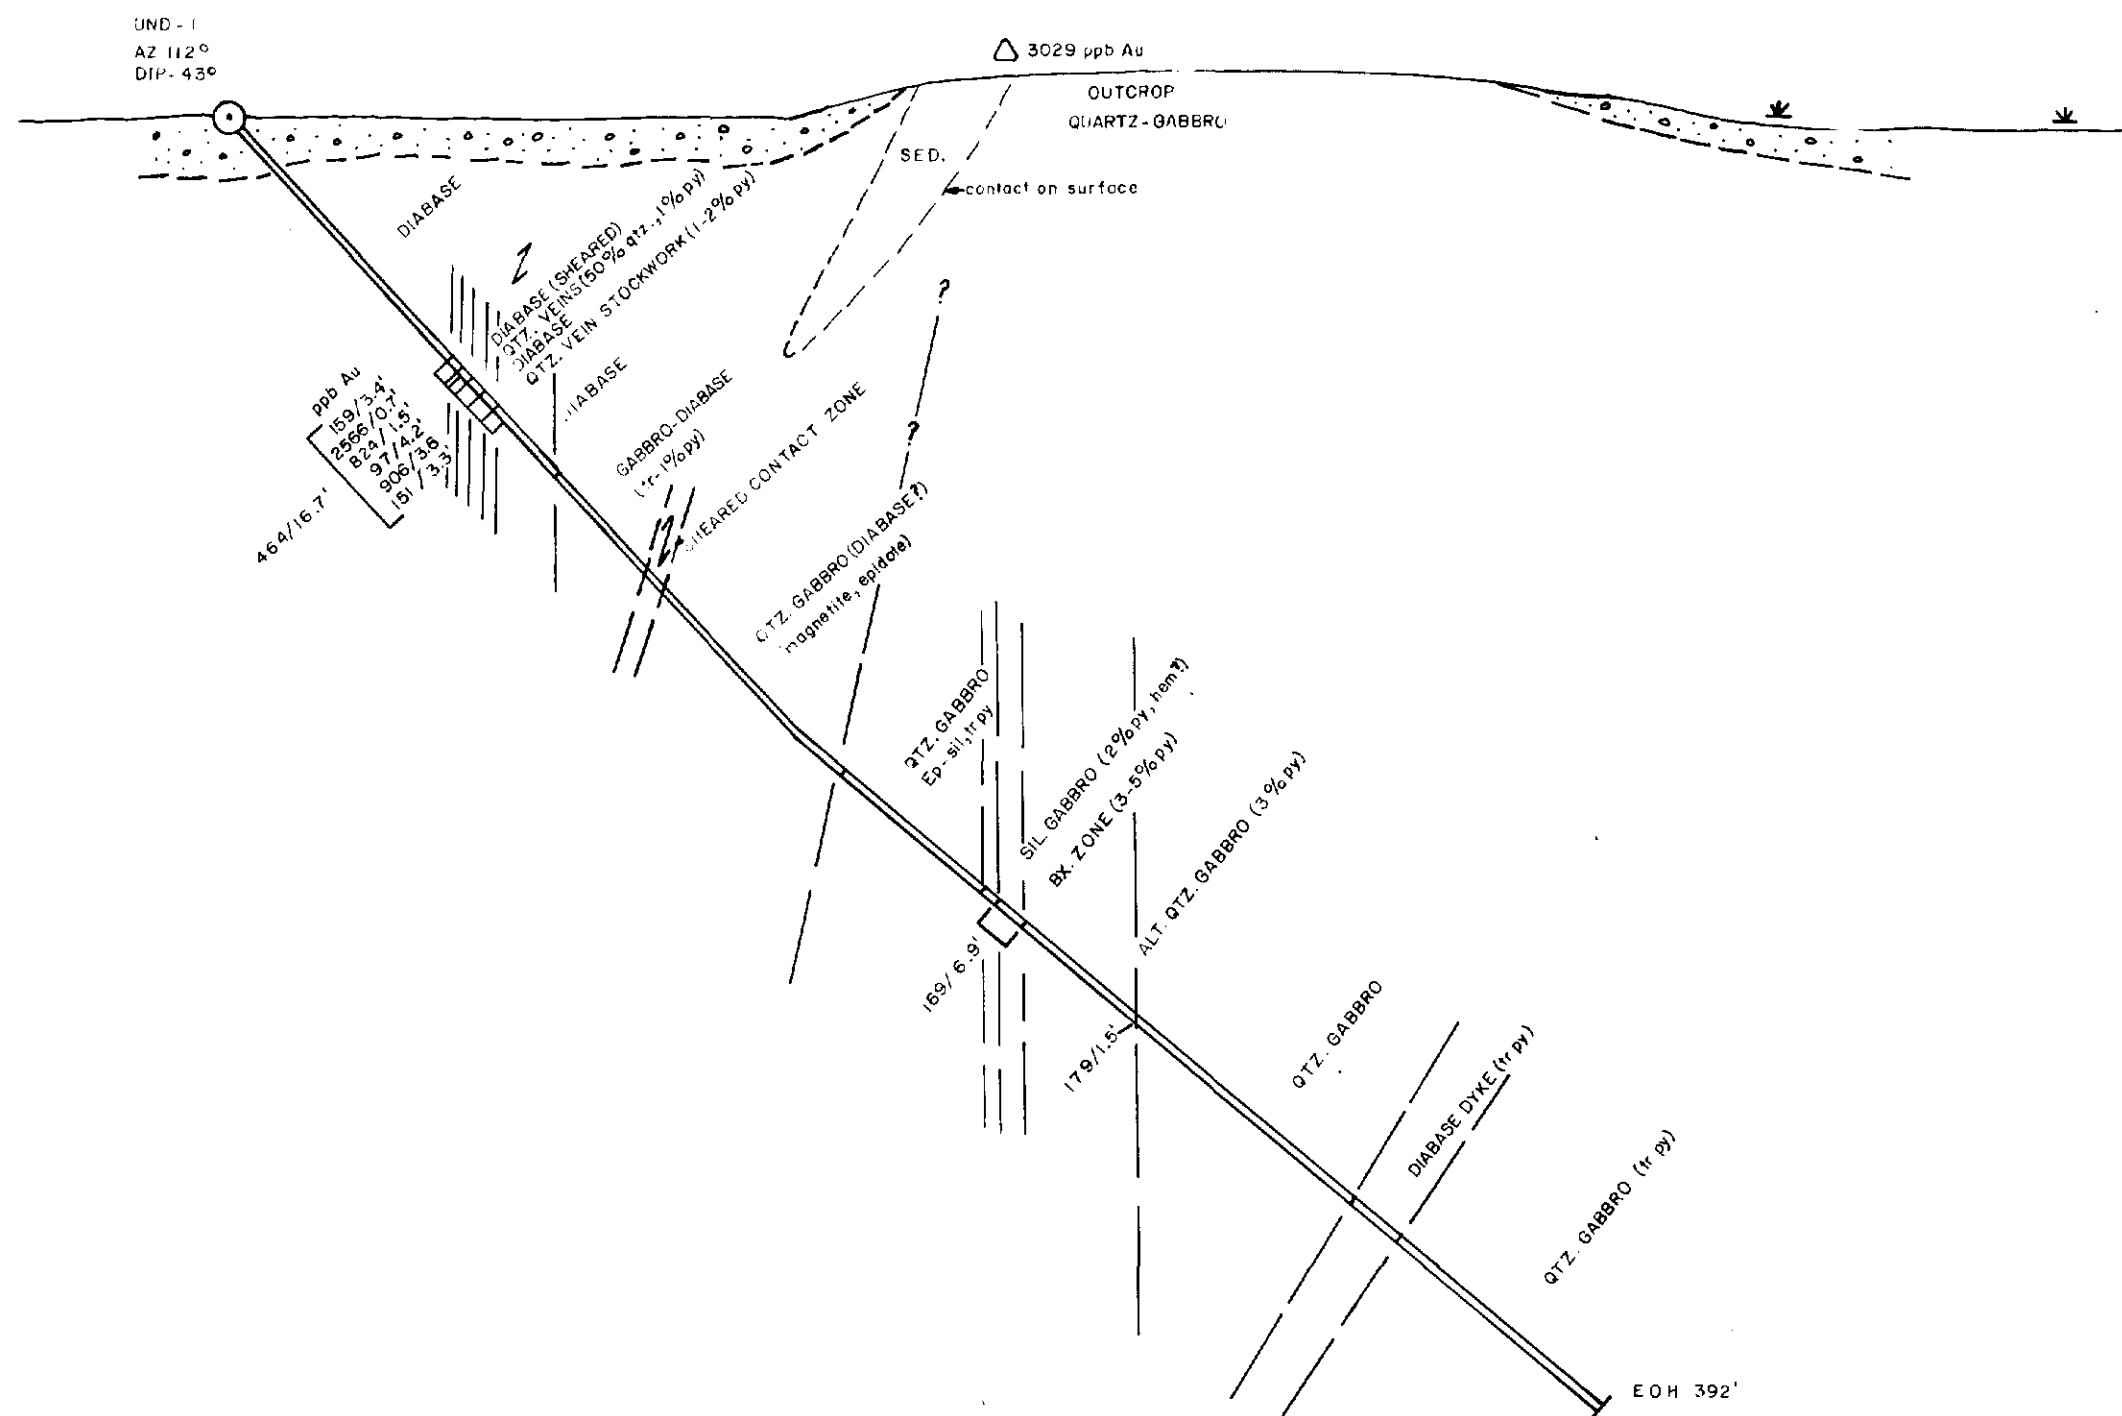 UND-1
AZ 112°
DIP-43°
3029 ppb Au
OUTCROP
QUARTZ-GABBRO
SED.
contact on surface
DIABASE
DIABASE (SHEARED)
QTZ. VEINS (50% qtz., 1% py)
DIABASE
QTZ. VEIN STOCKWORK (1-2% py)
DIABASE
GABBRO-DIABASE
(tr-1% py)
SHEARED CONTACT ZONE
?
?
ppb Au
159/3.4'
2566/0.7'
824/1.5'
97/4.2'
906/3.6
151/3.3'
464/16.7'
QTZ. GABBRO (DIABASE?)
magnetite, epidote)
QTZ. GABBRO
Ep-sil, tr py
SIL. GABBRO (2% py, hem?)
BX. ZONE (3-5% py)
ALT. QTZ. GABBRO (3% py)
169/6.9'
179/1.5'
QTZ. GABBRO
DIABASE DYKE (tr py)
QTZ. GABBRO (tr py)
EOH 392'